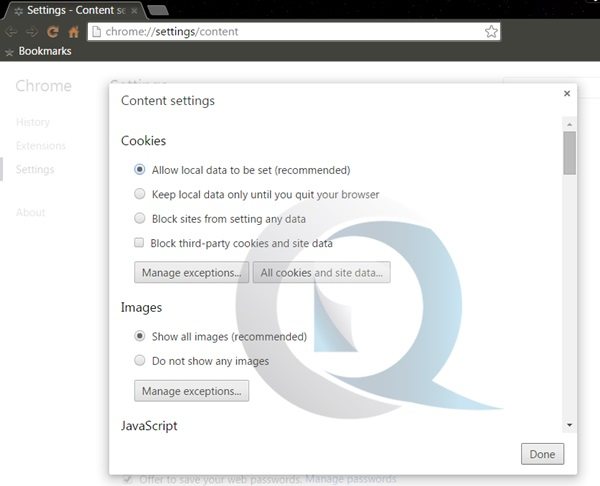 Settings - Content se
chrome://settings/content
Bookmarks
Chrome
Settings
History
Extensions
Settings
About
Content settings
Cookies
Allow local data to be set (recommended)
Keep local data only until you quit your browser
Block sites from setting any data
Block third-party cookies and site data
Manage exceptions... All cookies and site data...
Images
Show all images (recommended)
Do not show any images
Manage exceptions...
JavaScript
Done
Offer to save your web passwords. Manage passwords